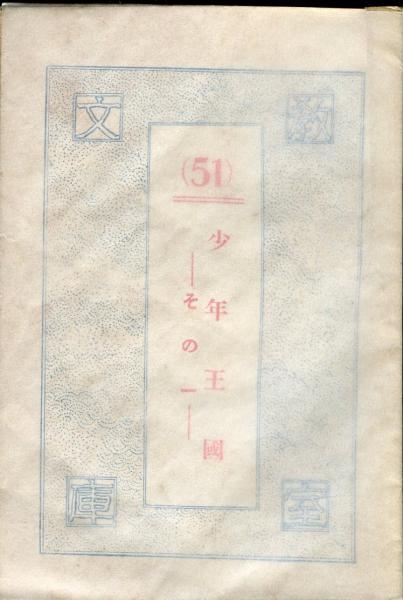 教室
文庫
(51)
少年王國
—その一—